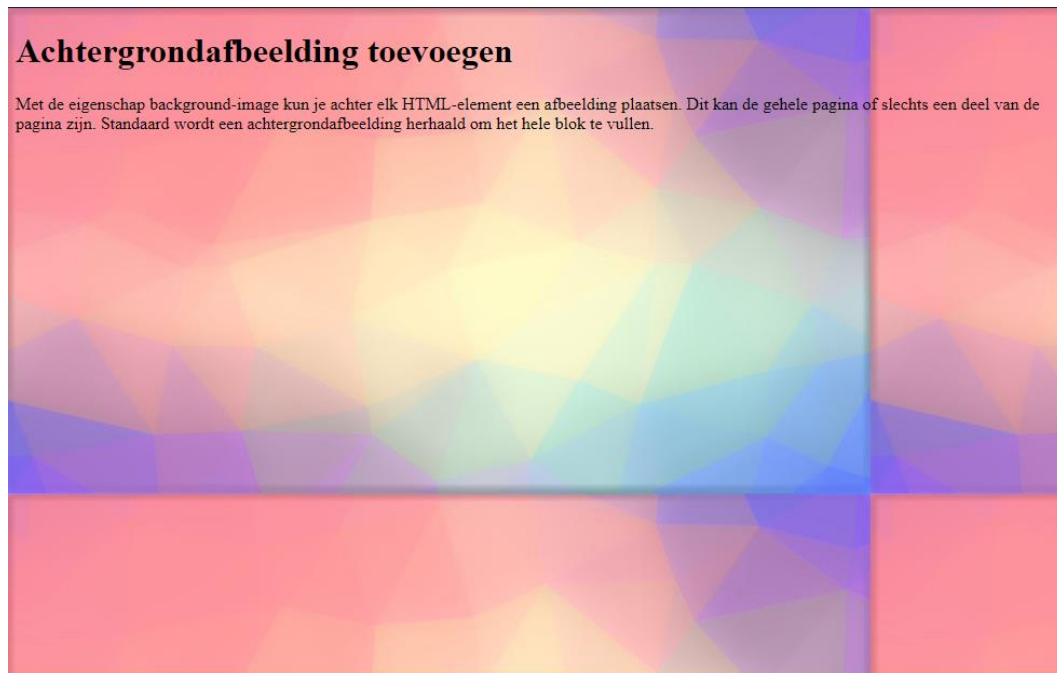 Achtergrondafbeelding toevoegen
Met de eigenschap background-image kun je achter elk HTML-element een afbeelding plaatsen. Dit kan de gehele pagina of slechts een deel van de
pagina zijn. Standaard wordt een achtergrondafbeelding herhaald om het hele blok te vullen.